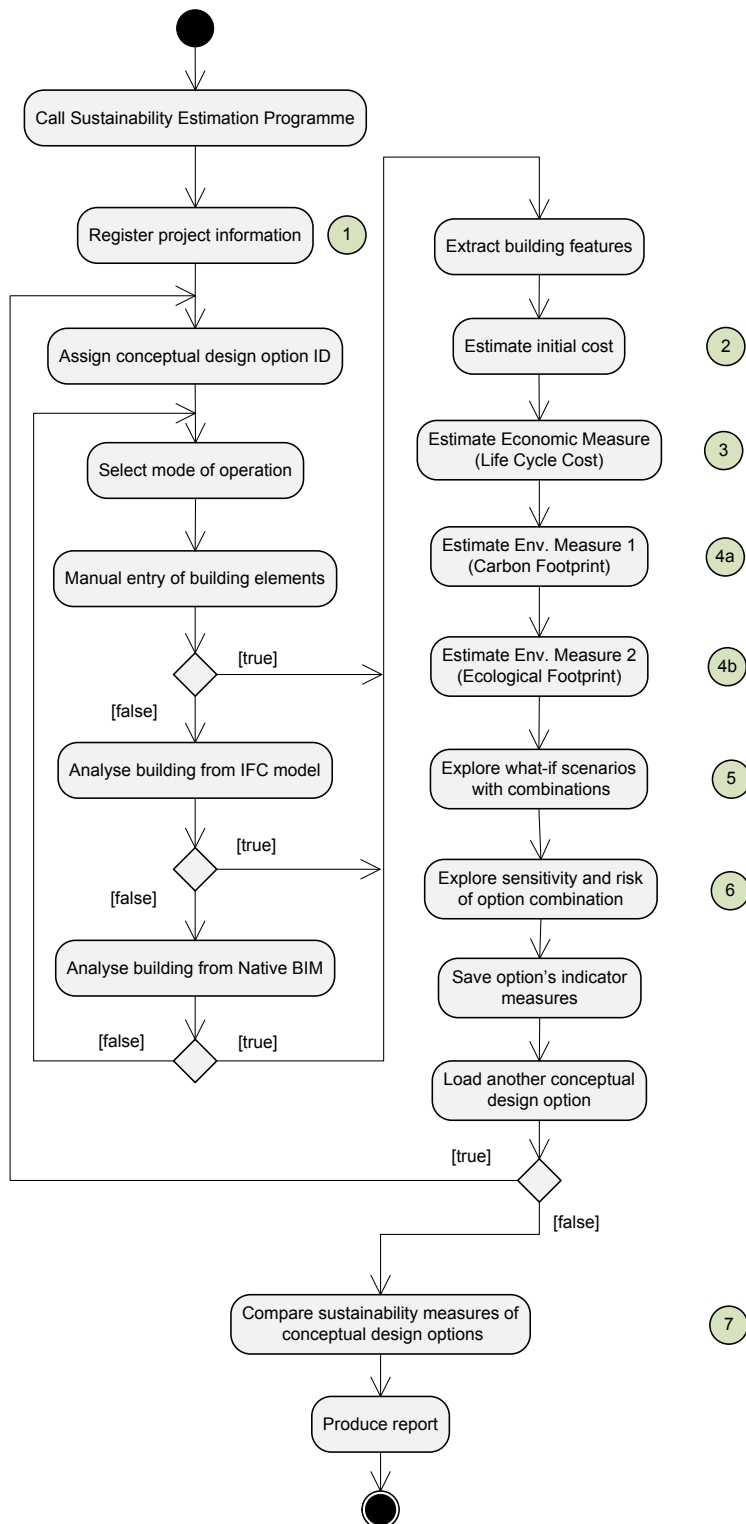 Call Sustainability Estimation Programme
Register project information
1
Assign conceptual design option ID
Select mode of operation
Manual entry of building elements
[true]
[false]
Analyse building from IFC model
[true]
[false]
Analyse building from Native BIM
[false]
[true]
Extract building features
Estimate initial cost
2
Estimate Economic Measure
(Life Cycle Cost)
3
Estimate Env. Measure 1
(Carbon Footprint)
4a
Estimate Env. Measure 2
(Ecological Footprint)
4b
Explore what-if scenarios
with combinations
5
Explore sensitivity and risk
of option combination
6
Save option’s indicator
measures
Load another conceptual
design option
[true]
[false]
Compare sustainability measures of
conceptual design options
7
Produce report